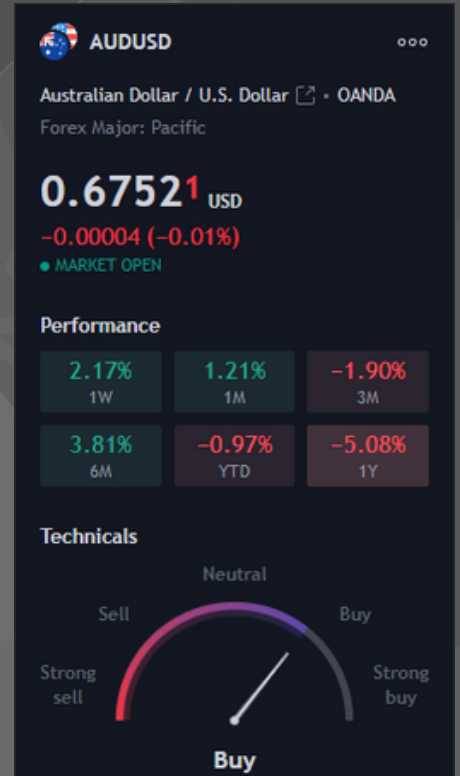 AUDUSD
Australian Dollar / U.S. Dollar • OANDA
Forex Major: Pacific
0.67521 USD
−0.00004 (−0.01%)
• MARKET OPEN
Performance
2.17% 1.21% −1.90%
1W 1M 3M
3.81% −0.97% −5.08%
6M YTD 1Y
Technicals
Neutral
Sell Buy
Strong sell Strong buy
Buy